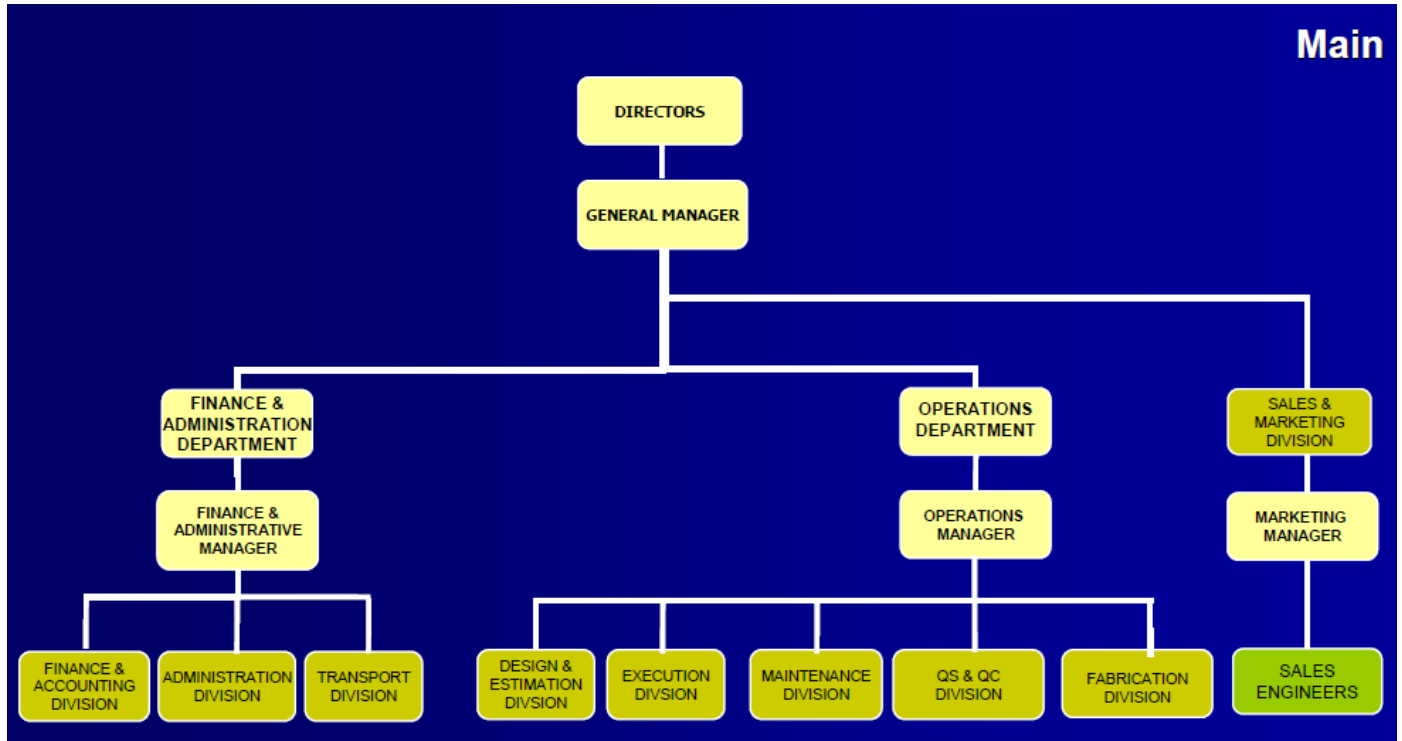 Main
DIRECTORS
GENERAL MANAGER
FINANCE &
ADMINISTRATION
DEPARTMENT
OPERATIONS
DEPARTMENT
SALES &
MARKETING
DIVISION
FINANCE &
ADMINISTRATIVE
MANAGER
OPERATIONS
MANAGER
MARKETING
MANAGER
FINANCE &
ACCOUNTING
DIVISION
ADMINISTRATION
DIVISION
TRANSPORT
DIVISION
DESIGN &
ESTIMATION
DIVSION
EXECUTION
DIVSION
MAINTENANCE
DIVISION
QS & QC
DIVISION
FABRICATION
DIVISION
SALES
ENGINEERS